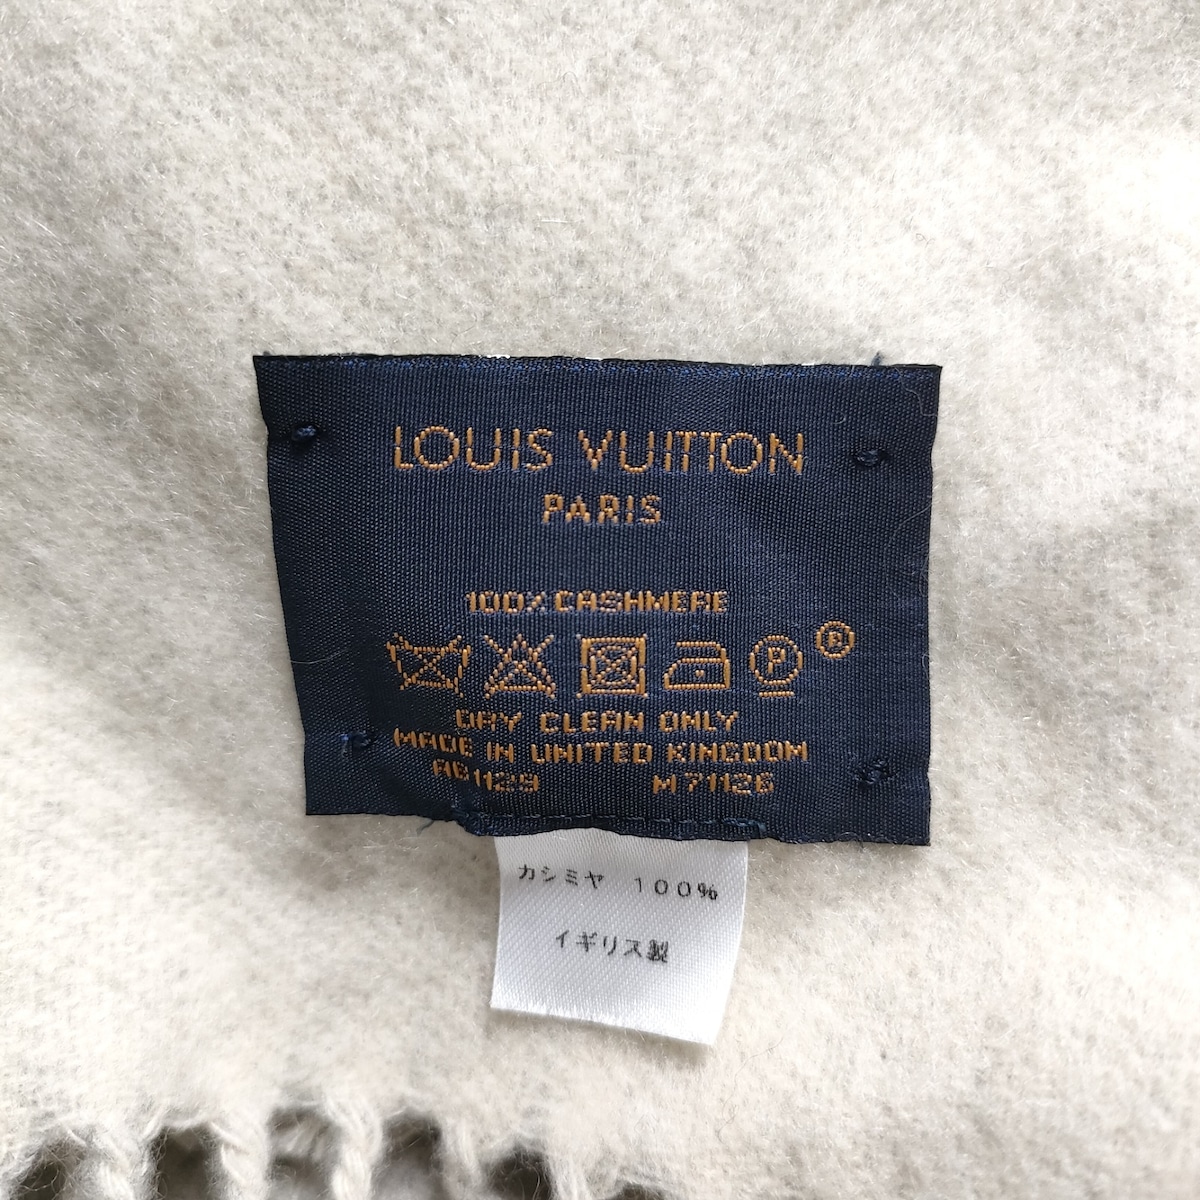 LOUIS VUITTON
PARIS
100% CASHMERE
P ®
DRY CLEAN ONLY
MADE IN UNITED KINGDOM
AB1129 M71126
カシミヤ 100%
イギリス製